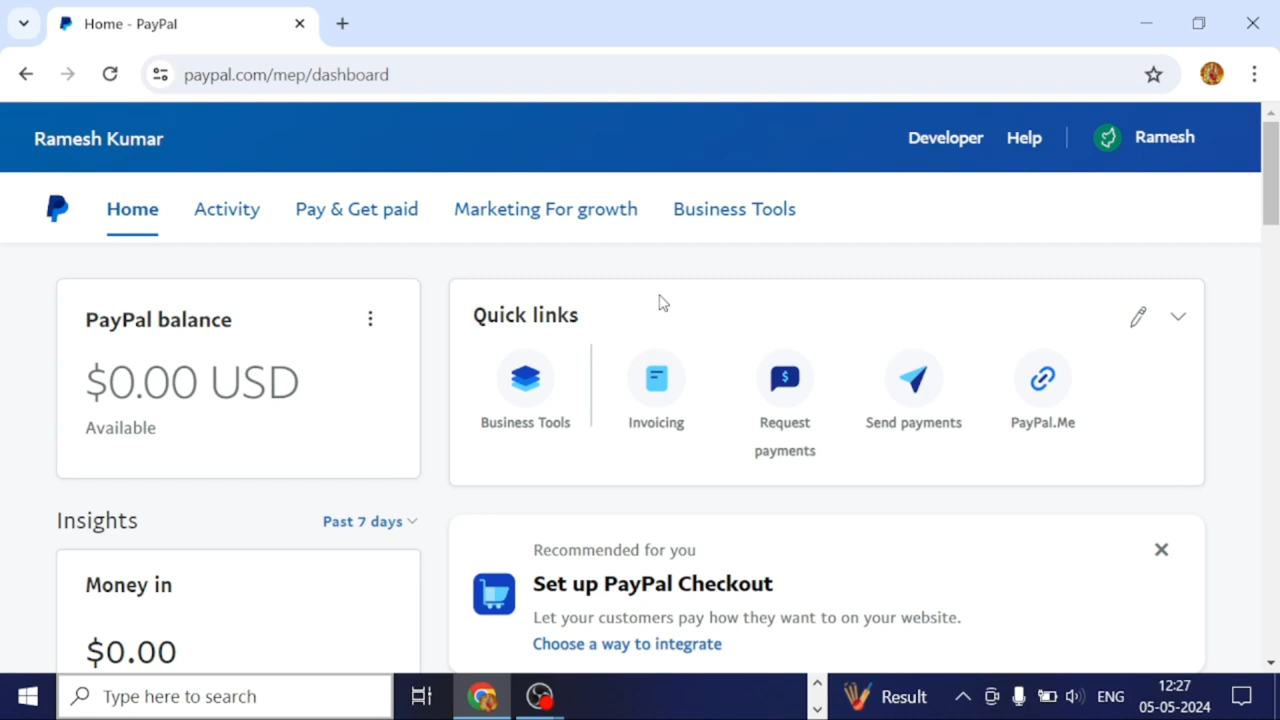 Home - PayPal
paypal.com/mep/dashboard
Ramesh Kumar
Developer Help Ramesh
Home Activity Pay & Get paid Marketing For growth Business Tools
PayPal balance
$0.00 USD
Available
Quick links
Business Tools
Invoicing
Request
payments
Send payments
PayPal.Me
Insights
Past 7 days
Money in
$0.00
Recommended for you
Set up PayPal Checkout
Let your customers pay how they want to on your website.
Choose a way to integrate
Type here to search
Result
ENG
12:27
05-05-2024